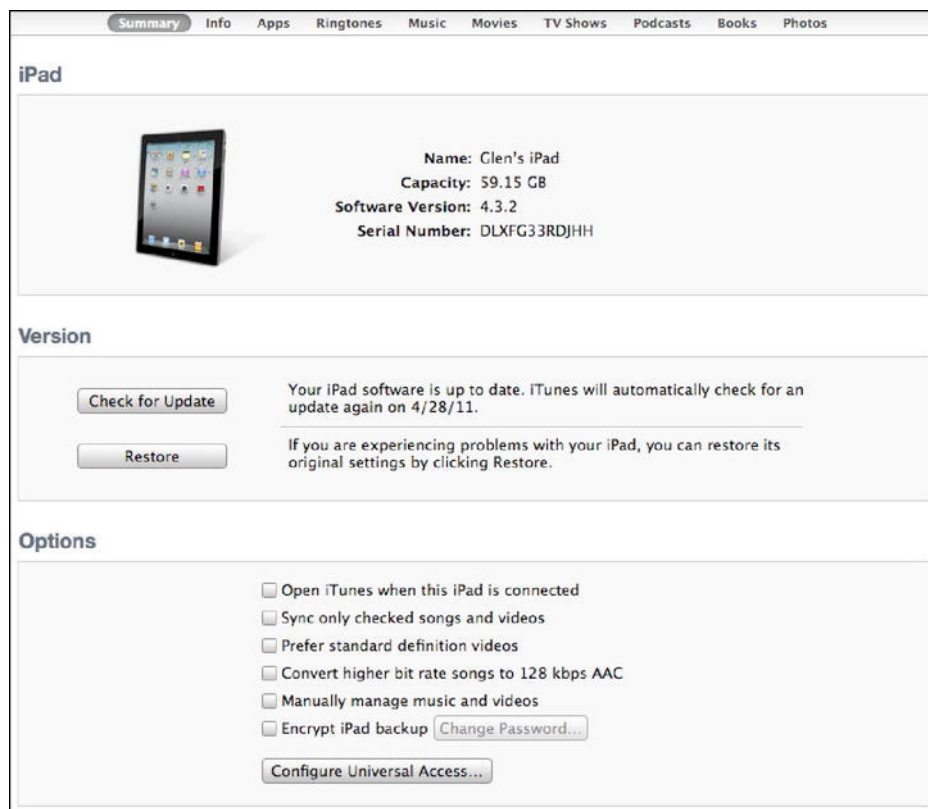 Summary Info Apps Ringtones Music Movies TV Shows Podcasts Books Photos
iPad
Name: Glen's iPad
Capacity: 59.15 GB
Software Version: 4.3.2
Serial Number: DLXFG33RDJHH
Version
Check for Update
Your iPad software is up to date. iTunes will automatically check for an
update again on 4/28/11.
Restore
If you are experiencing problems with your iPad, you can restore its
original settings by clicking Restore.
Options
Open iTunes when this iPad is connected
Sync only checked songs and videos
Prefer standard definition videos
Convert higher bit rate songs to 128 kbps AAC
Manually manage music and videos
Encrypt iPad backup Change Password...
Configure Universal Access...